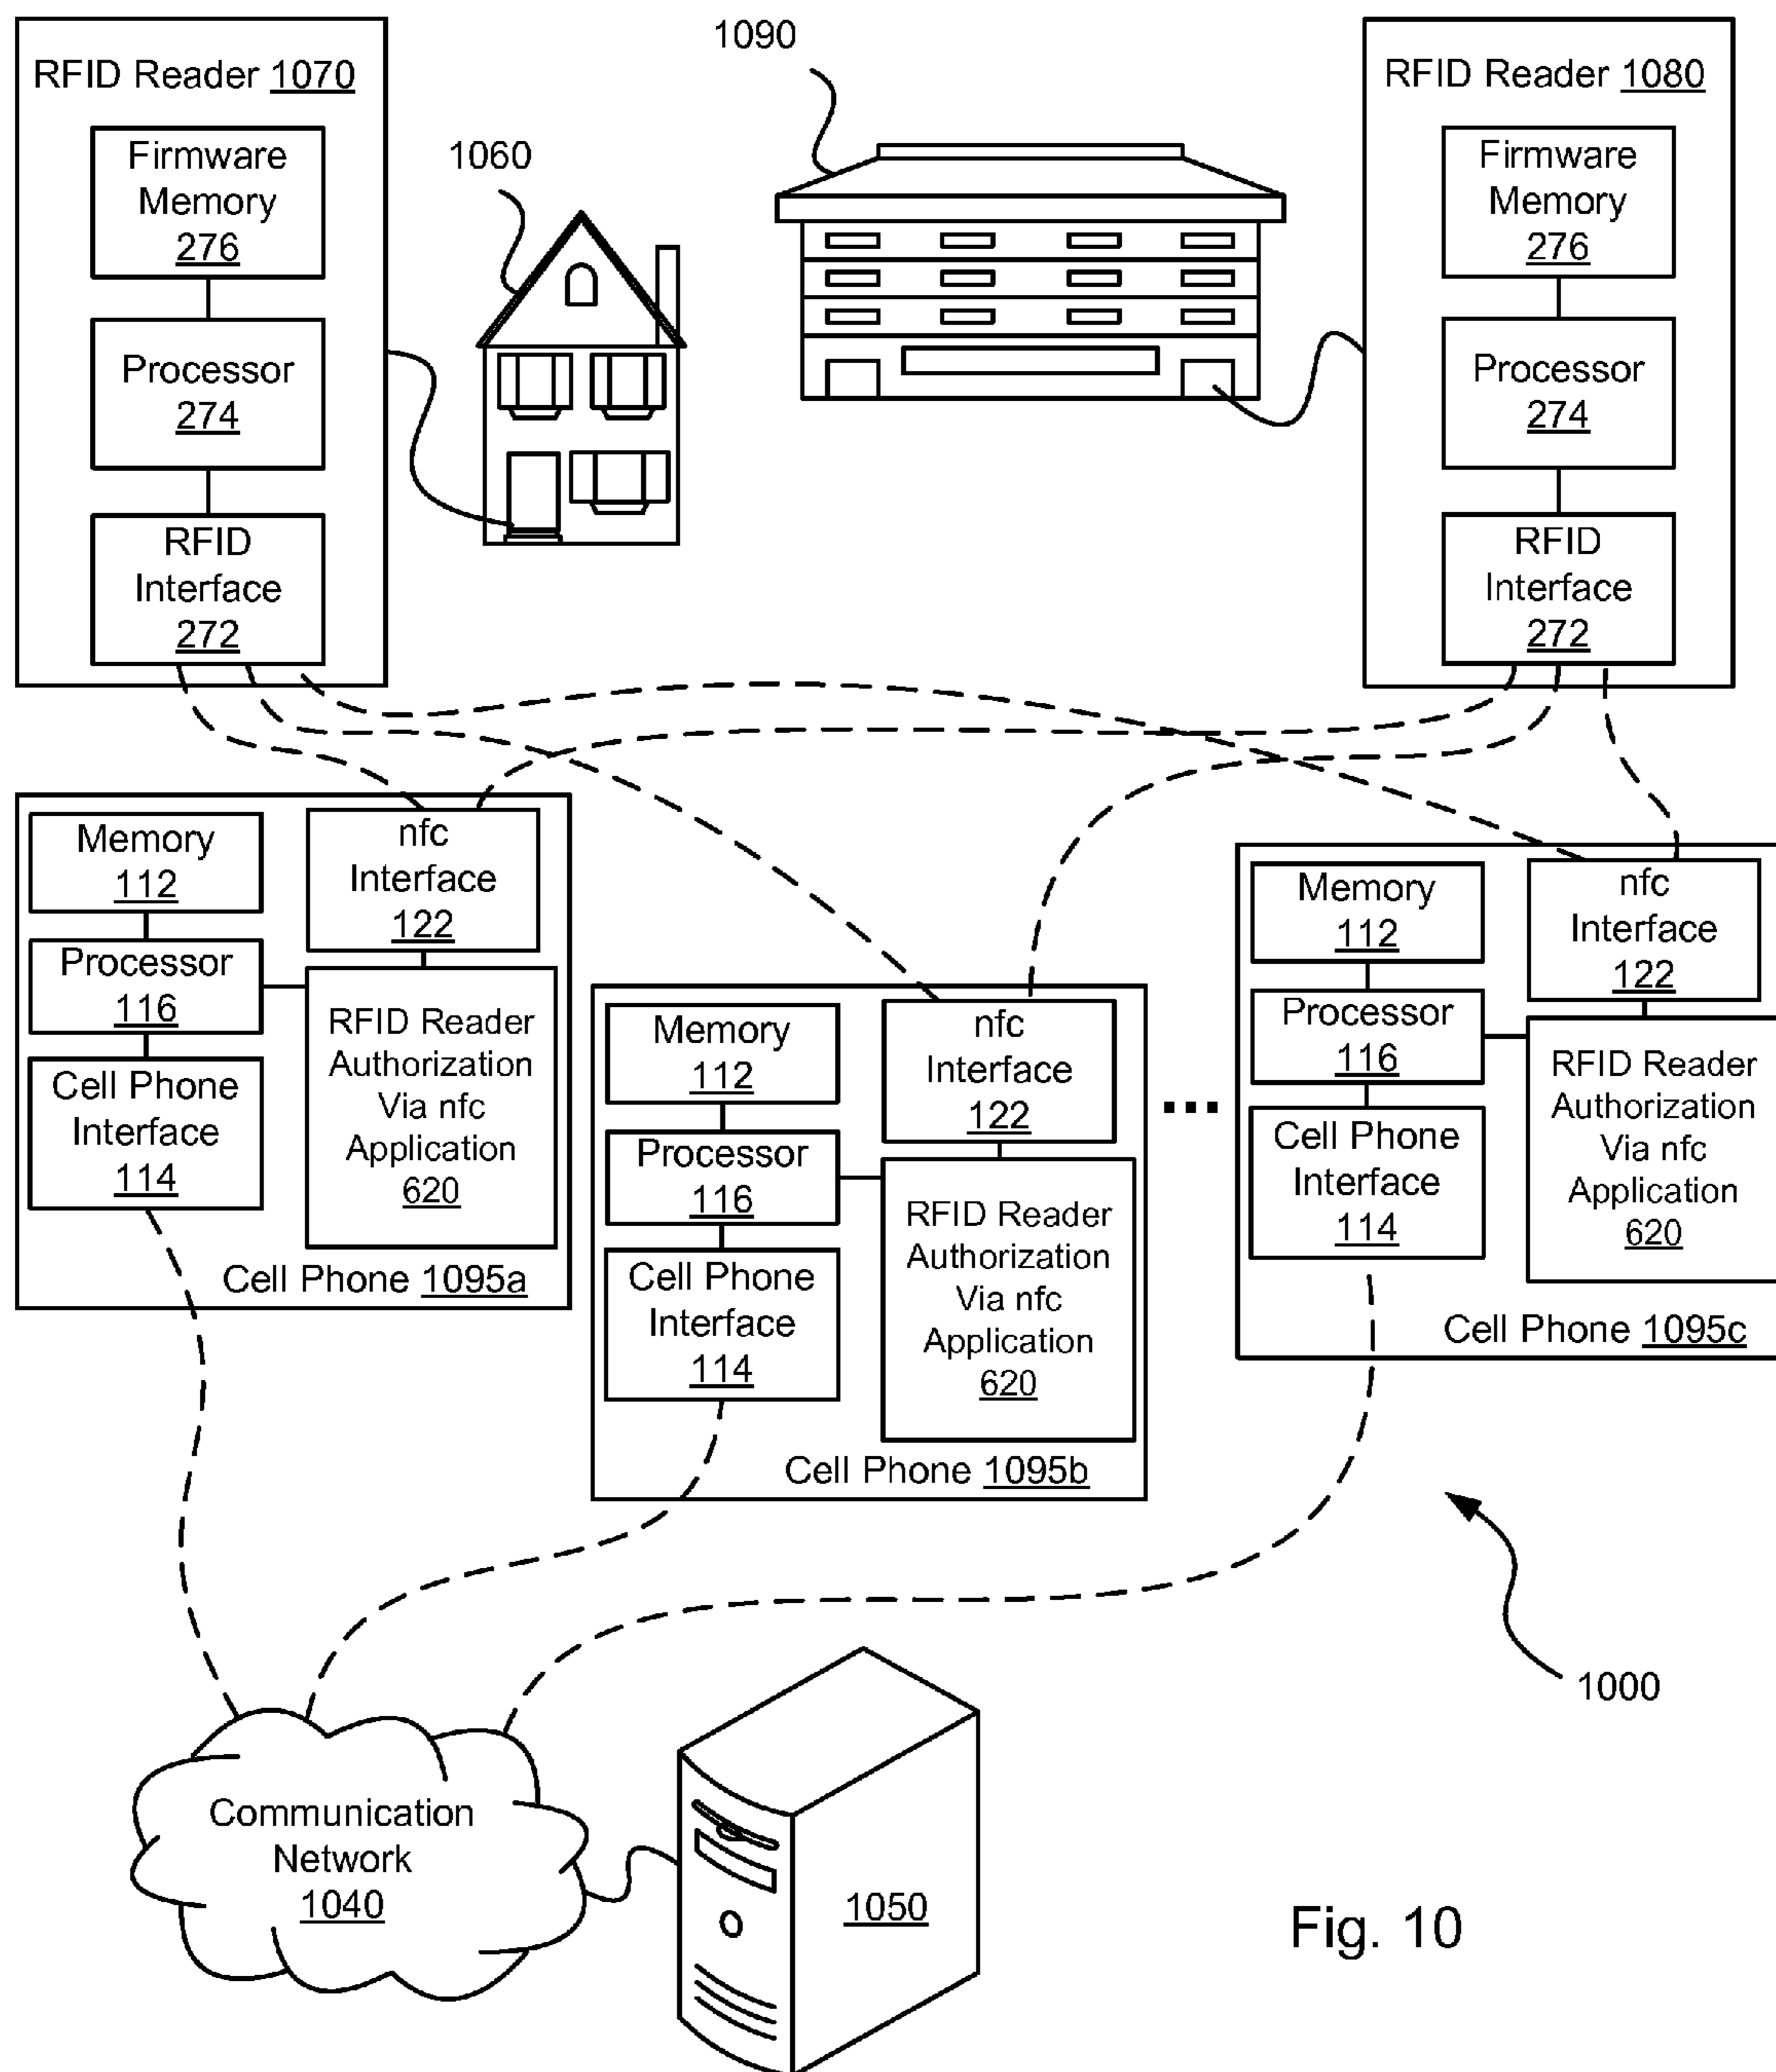 RFID Reader 1070
Firmware
Memory
276
Processor
274
RFID
Interface
272
1060
1090
RFID Reader 1080
Firmware
Memory
276
Processor
274
RFID
Interface
272
Memory
112
Processor
116
Cell Phone
Interface
114
nfc
Interface
122
RFID Reader
Authorization
Via nfc
Application
620
Cell Phone 1095a
Memory
112
Processor
116
Cell Phone
Interface
114
nfc
Interface
122
RFID Reader
Authorization
Via nfc
Application
620
Cell Phone 1095b
...
Memory
112
Processor
116
Cell Phone
Interface
114
nfc
Interface
122
RFID Reader
Authorization
Via nfc
Application
620
Cell Phone 1095c
1000
Communication
Network
1040
1050
Fig. 10